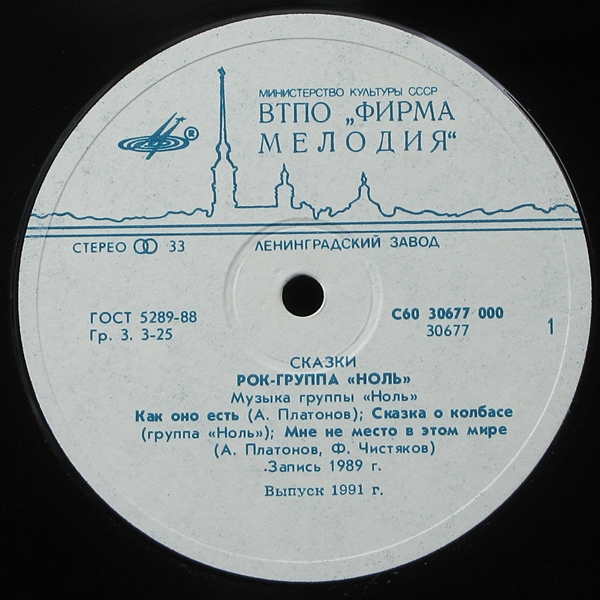 МИНИСТЕРСТВО КУЛЬТУРЫ СССР
ВТПО „ФИРМА
МЕЛОДИЯ“
®
СТЕРЕО 33
ЛЕНИНГРАДСКИЙ ЗАВОД
ГОСТ 5289-88
Гр. 3. 3-25
С60 30677 000
30677
1
СКАЗКИ
РОК-ГРУППА «НОЛЬ»
Музыка группы «Ноль»
Как оно есть (А. Платонов); Сказка о колбасе
(группа «Ноль»); Мне не место в этом мире
(А. Платонов, Ф. Чистяков)
.Запись 1989 г.
Выпуск 1991 г.